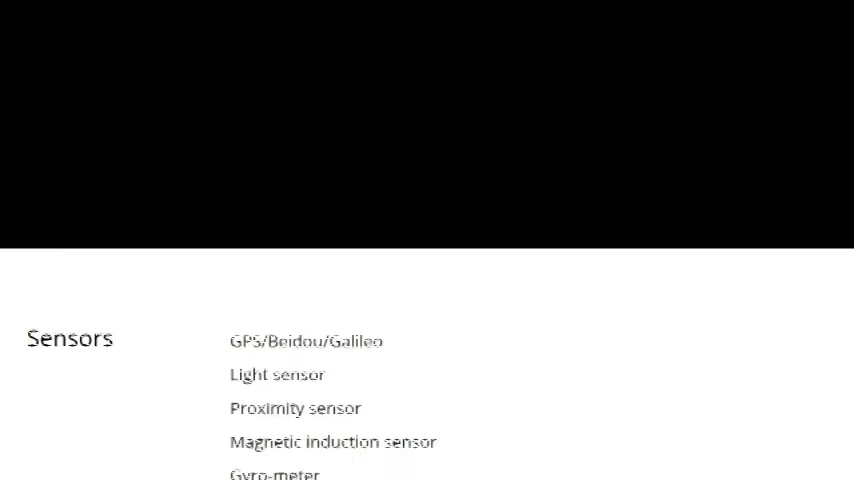 Sensors
GPS/Beidou/Galileo
Light sensor
Proximity sensor
Magnetic induction sensor
Gyro-meter